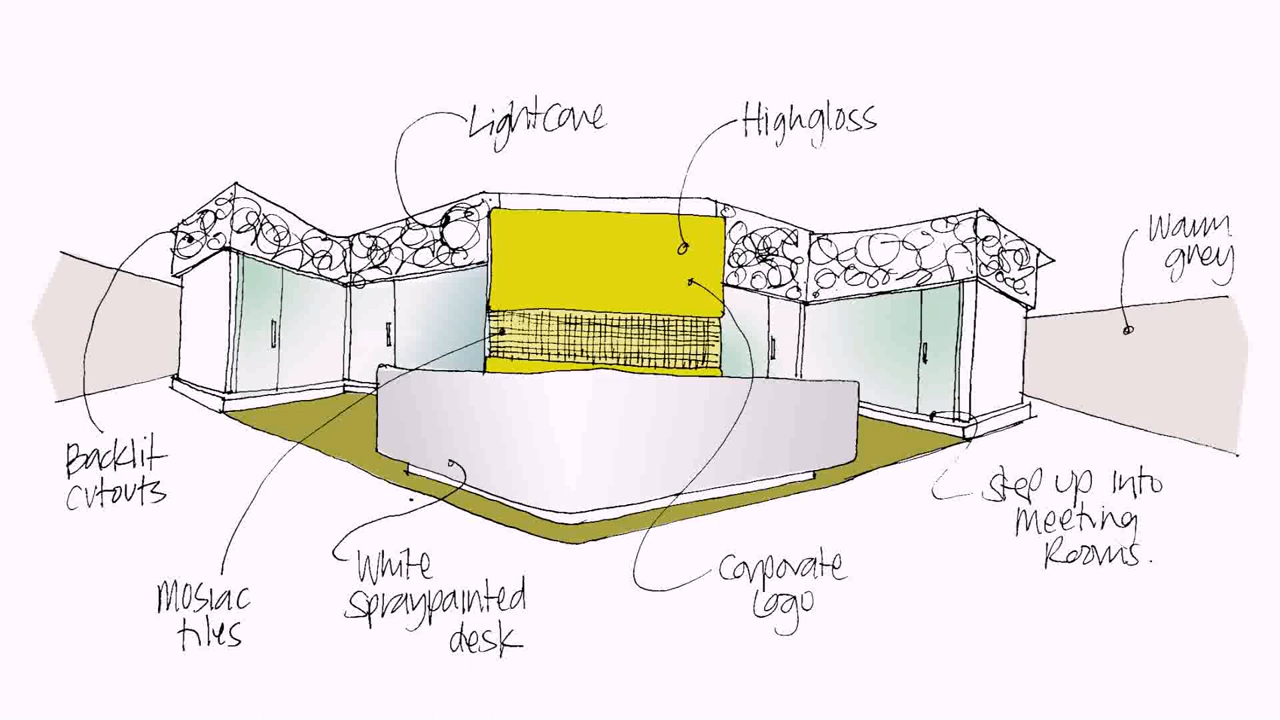 Lightcove
Highgloss
Warm
grey
Backlit
cutouts
Step up into
Meeting
Rooms.
Mosiac
tiles
White
spraypainted
desk
Corporate
Logo